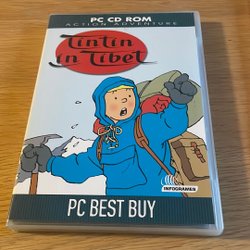 PC CD ROM
ACTION ADVENTURE
Tintin
in Tibet
INFOGRAMES
PC BEST BUY